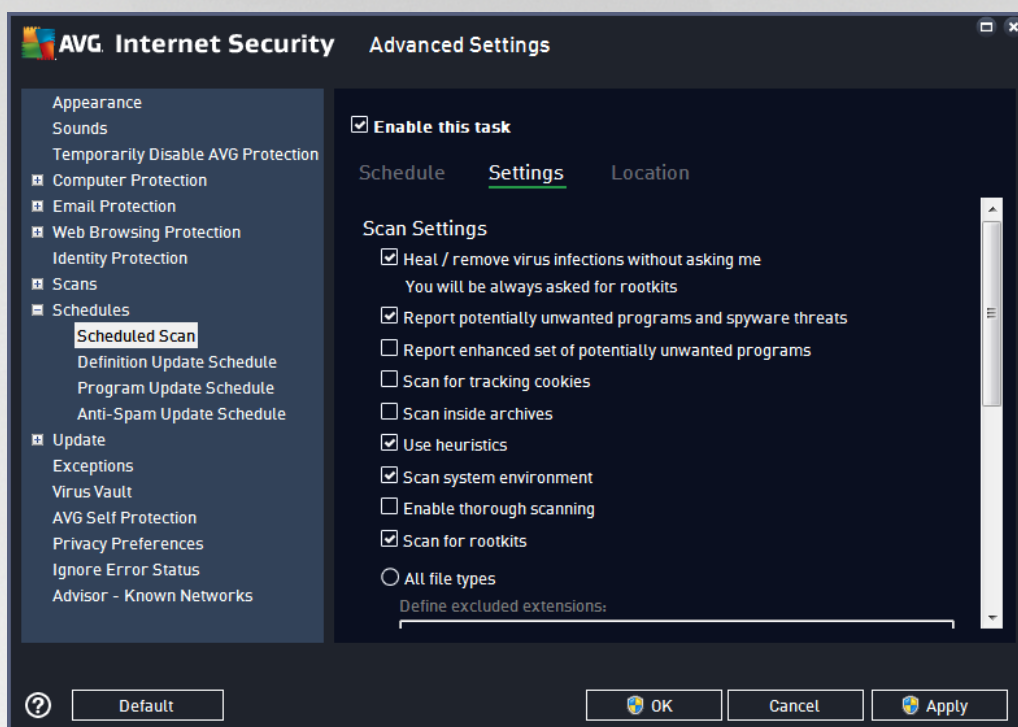 AVG. Internet Security Advanced Settings
Appearance
Sounds
Temporarily Disable AVG Protection
Computer Protection
Email Protection
Web Browsing Protection
Identity Protection
Scans
Schedules
Scheduled Scan
Definition Update Schedule
Program Update Schedule
Anti-Spam Update Schedule
Update
Exceptions
Virus Vault
AVG Self Protection
Privacy Preferences
Ignore Error Status
Advisor - Known Networks
Enable this task
Schedule Settings Location
Scan Settings
Heal / remove virus infections without asking me
You will be always asked for rootkits
Report potentially unwanted programs and spyware threats
Report enhanced set of potentially unwanted programs
Scan for tracking cookies
Scan inside archives
Use heuristics
Scan system environment
Enable thorough scanning
Scan for rootkits
All file types
Define excluded extensions:
? Default OK Cancel Apply